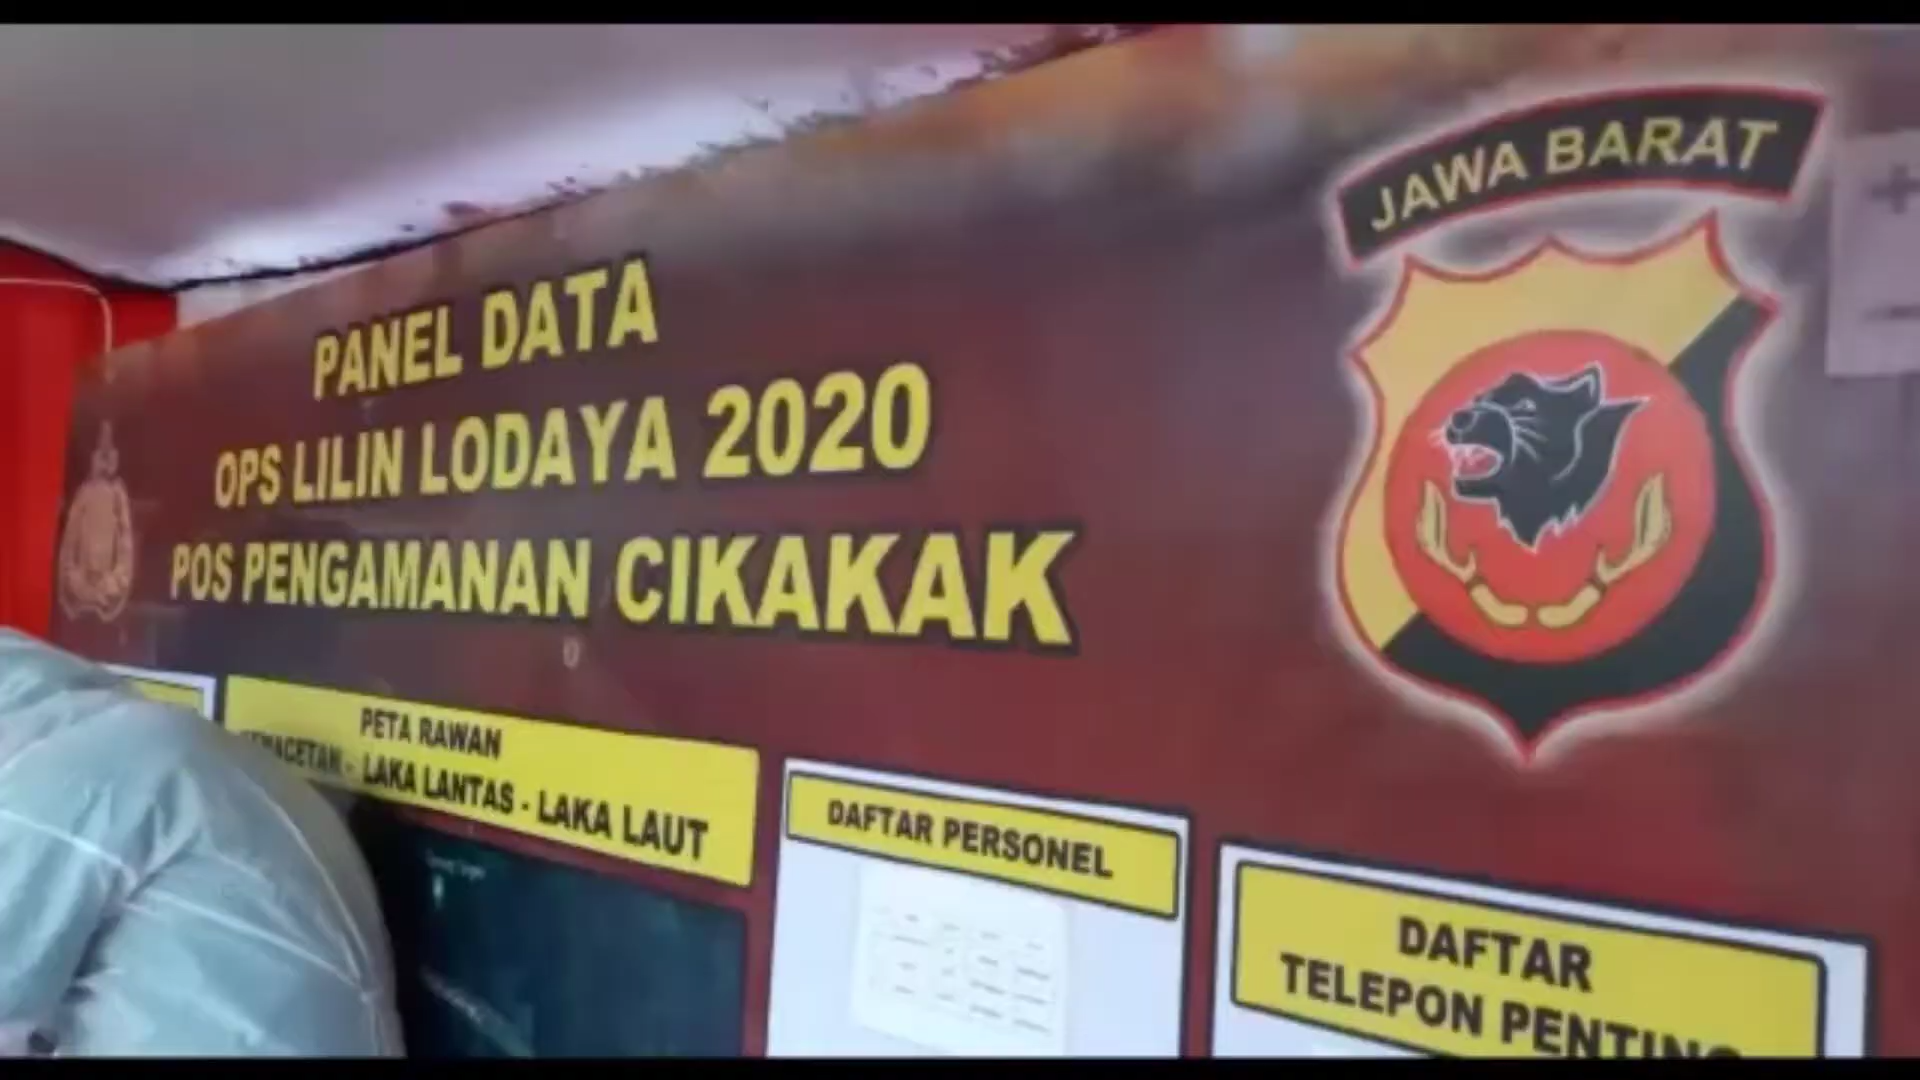 JAWA BARAT
PANEL DATA
OPS LILIN LODAYA 2020
POS PENGAMANAN CIKAKAK
PETA RAWAN
- LAKA LANTAS - LAKA LAUT
DAFTAR PERSONEL
DAFTAR
TELEPON PENTING